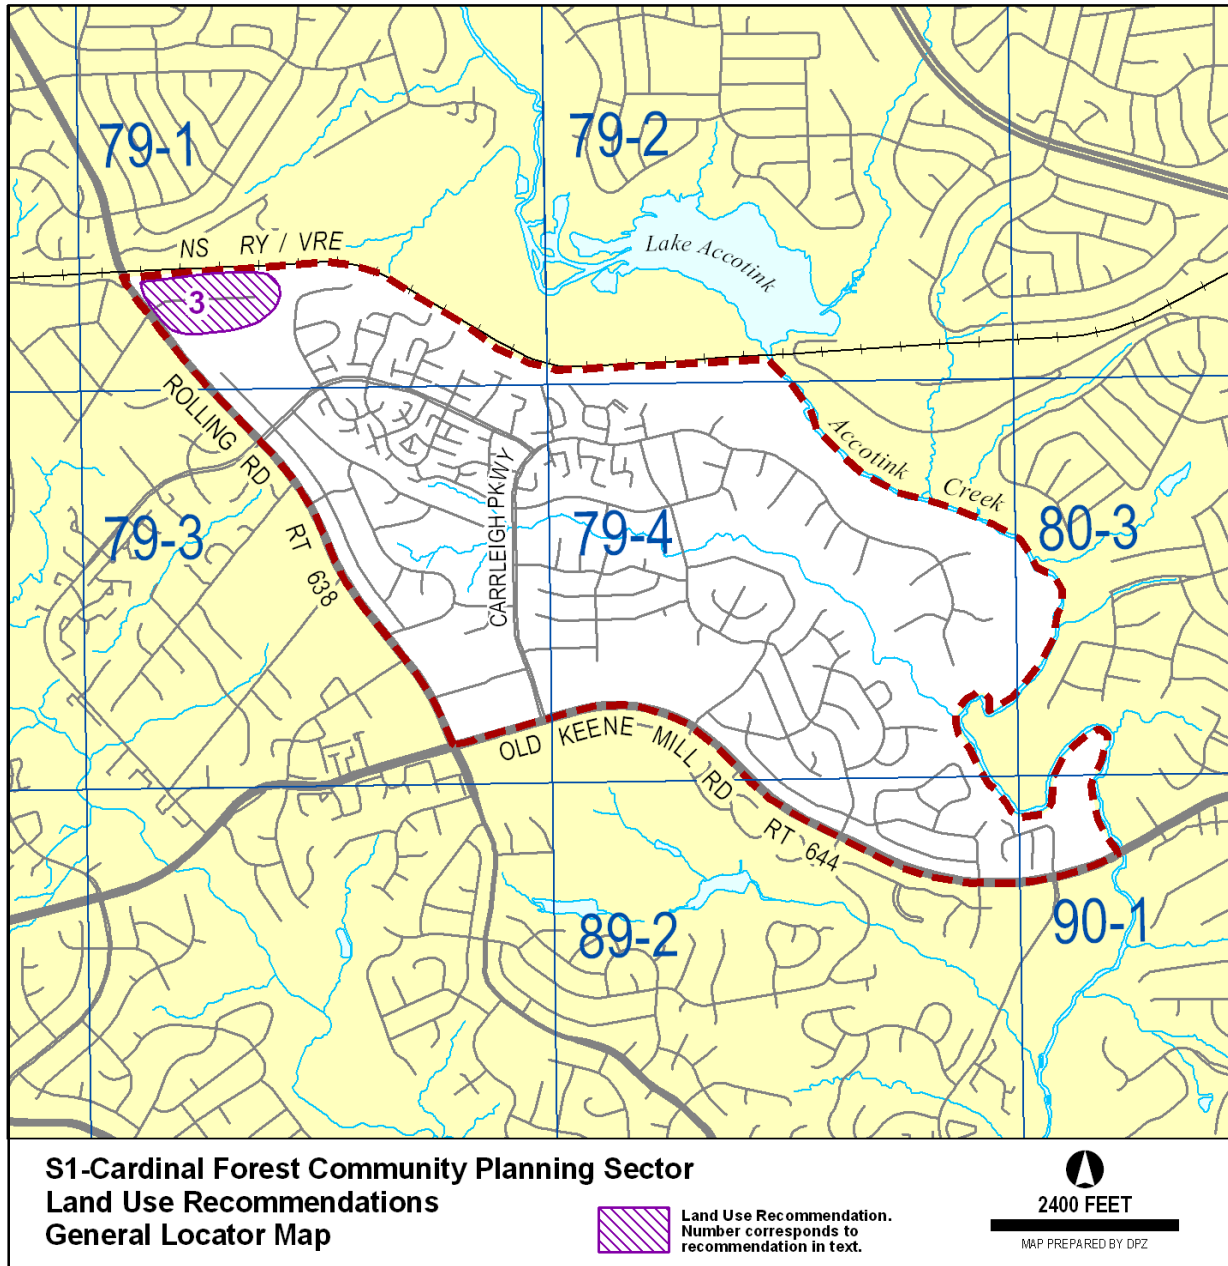 79-1
79-2
NS RY / VRE
Lake Accotink
3
ROLLING RD
Accotink Creek
CARRLEIGH PKWY
79-3
RT 638
79-4
80-3
OLD KEENE MILL RD
RT 644
89-2
90-1
S1-Cardinal Forest Community Planning Sector
Land Use Recommendations
General Locator Map
Land Use Recommendation.
Number corresponds to
recommendation in text.
2400 FEET
MAP PREPARED BY DPZ